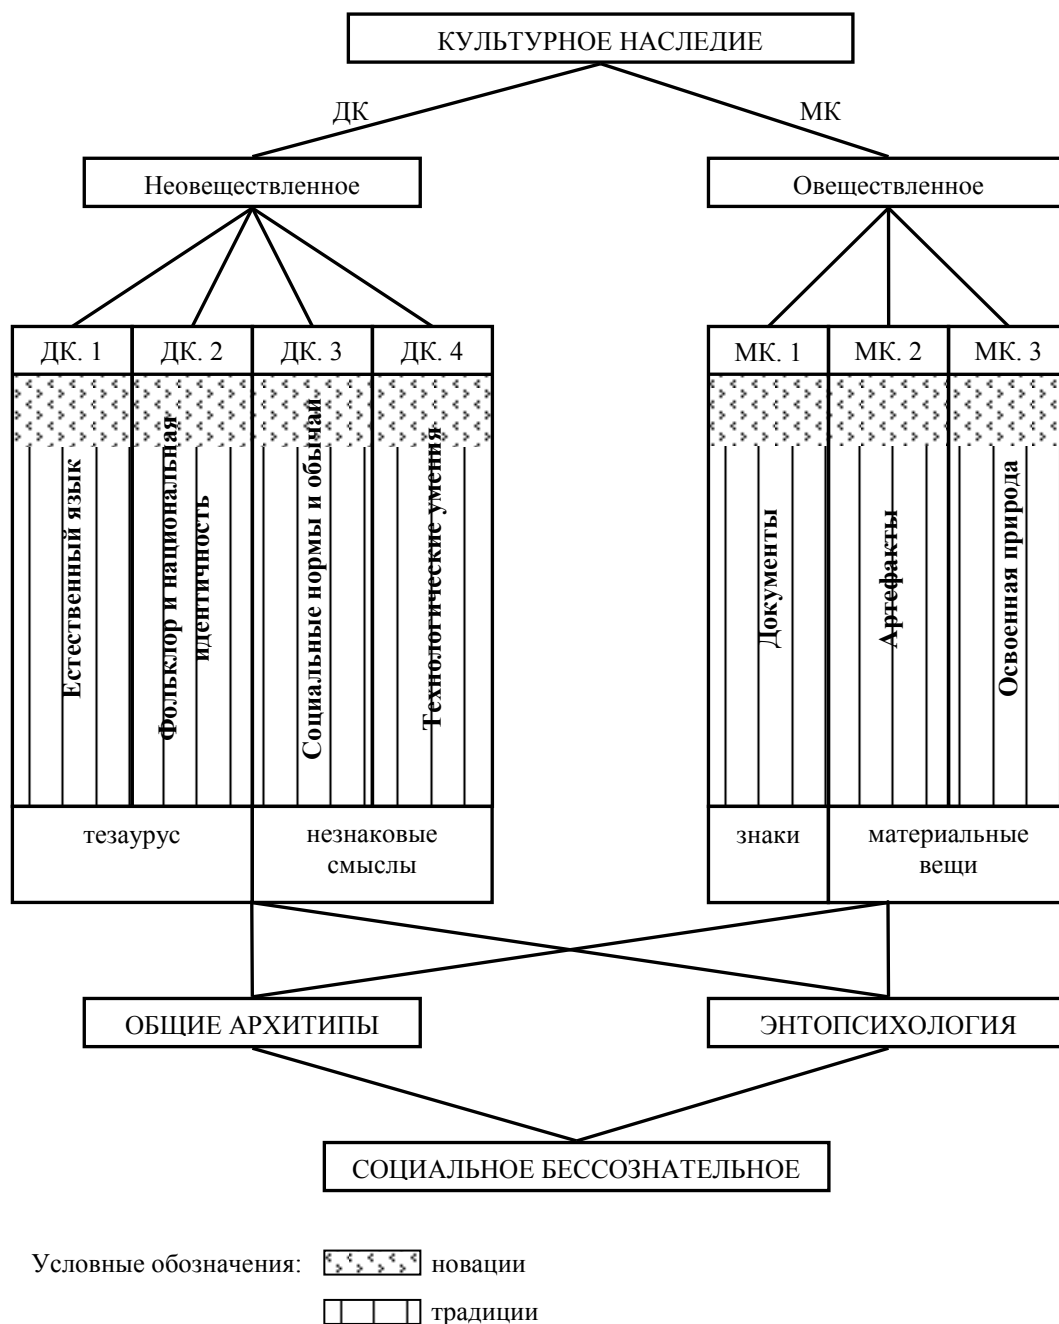 КУЛЬТУРНОЕ НАСЛЕДИЕ
ДК
МК
Неовеществленное
Овеществленное
ДК. 1
ДК. 2
ДК. 3
ДК. 4
МК. 1
МК. 2
МК. 3
Естественный язык
Фольклор и национальная
идентичность
Социальные нормы и обычаи
Технологические умения
Документы
Артефакты
Освоенная природа
тезаурус
незнаковые
смыслы
знаки
материальные
вещи
ОБЩИЕ АРХИТИПЫ
ЭНТОПСИХОЛОГИЯ
СОЦИАЛЬНОЕ БЕССОЗНАТЕЛЬНОЕ
Условные обозначения:
новации
традиции